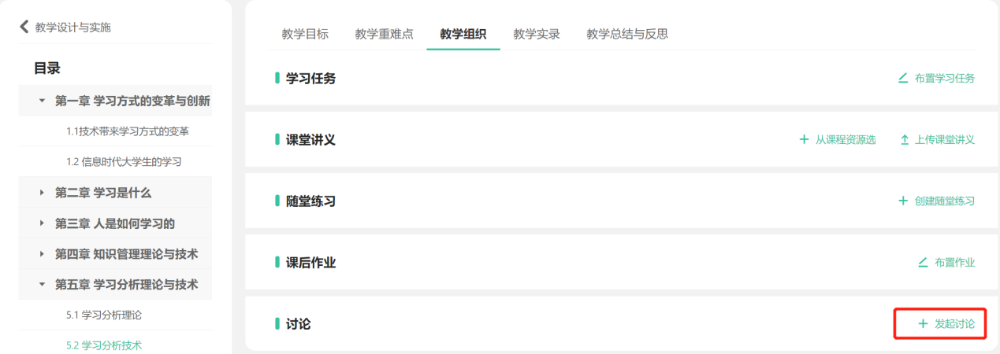 教学设计与实施
目录
第一章 学习方式的变革与创新
1.1技术带来学习方式的变革
1.2 信息时代大学生的学习
第二章 学习是什么
第三章 人是如何学习的
第四章 知识管理理论与技术
第五章 学习分析理论与技术
5.1 学习分析理论
5.2 学习分析技术
教学目标 教学重难点 教学组织 教学实录 教学总结与反思
学习任务 布置学习任务
课堂讲义 从课程资源选 上传课堂讲义
随堂练习 创建随堂练习
课后作业 布置作业
讨论 发起讨论